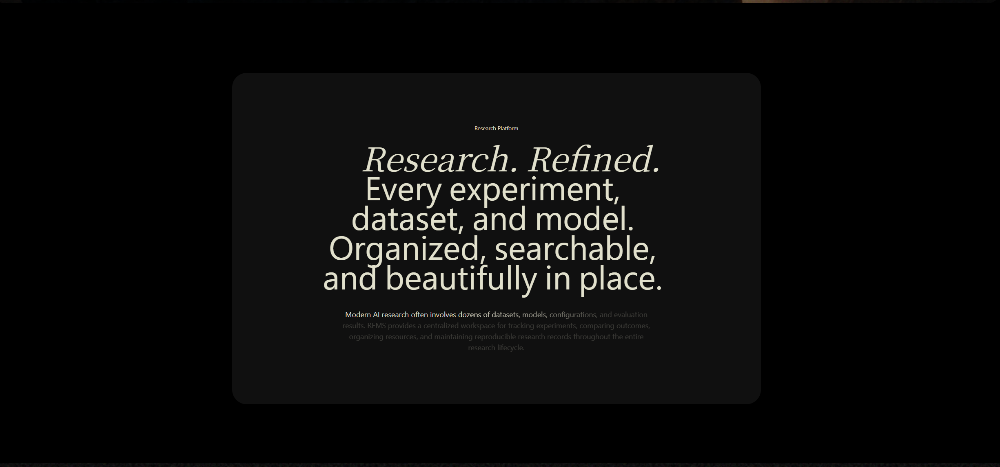 Research Platform
Research. Refined.
Every experiment,
dataset, and model.
Organized, searchable,
and beautifully in place.
Modern AI research often involves dozens of datasets, models, configurations, and evaluation
results. REMS provides a centralized workspace for tracking experiments, comparing outcomes,
organizing resources, and maintaining reproducible research records throughout the entire
research lifecycle.